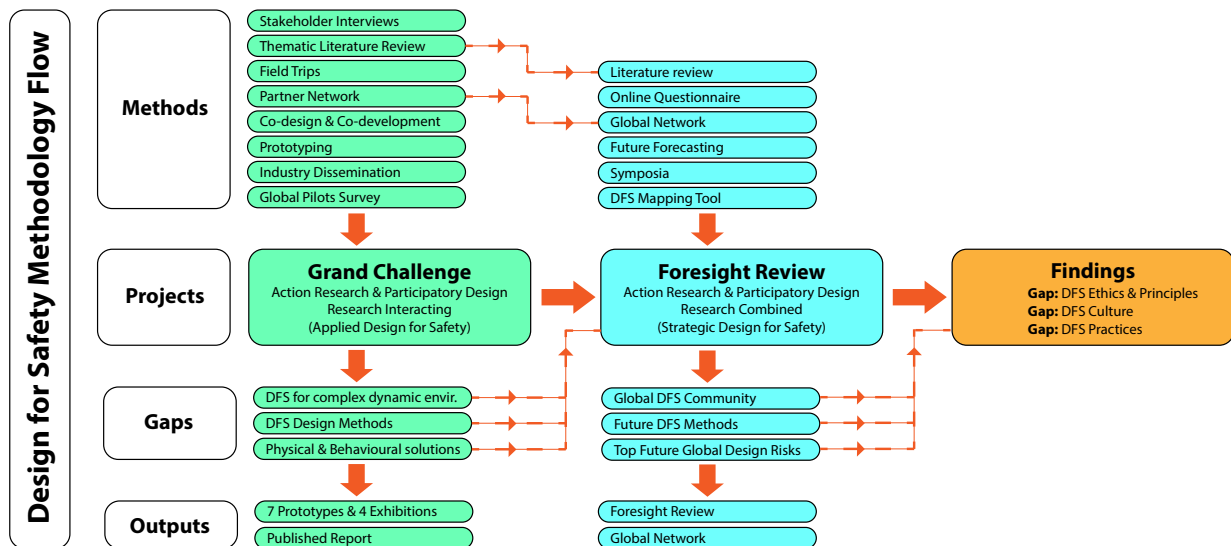 Design for Safety Methodology Flow
Methods
Stakeholder Interviews
Thematic Literature Review
Field Trips
Partner Network
Co-design & Co-development
Prototyping
Industry Dissemination
Global Pilots Survey
Literature review
Online Questionnaire
Global Network
Future Forecasting
Symposia
DFS Mapping Tool
Projects
Grand Challenge
Action Research & Participatory Design
Research Interacting
(Applied Design for Safety)
Foresight Review
Action Research & Participatory Design
Research Combined
(Strategic Design for Safety)
Findings
Gap: DFS Ethics & Principles
Gap: DFS Culture
Gap: DFS Practices
Gaps
DFS for complex dynamic envir.
DFS Design Methods
Physical & Behavioural solutions
Global DFS Community
Future DFS Methods
Top Future Global Design Risks
Outputs
7 Prototypes & 4 Exhibitions
Published Report
Foresight Review
Global Network